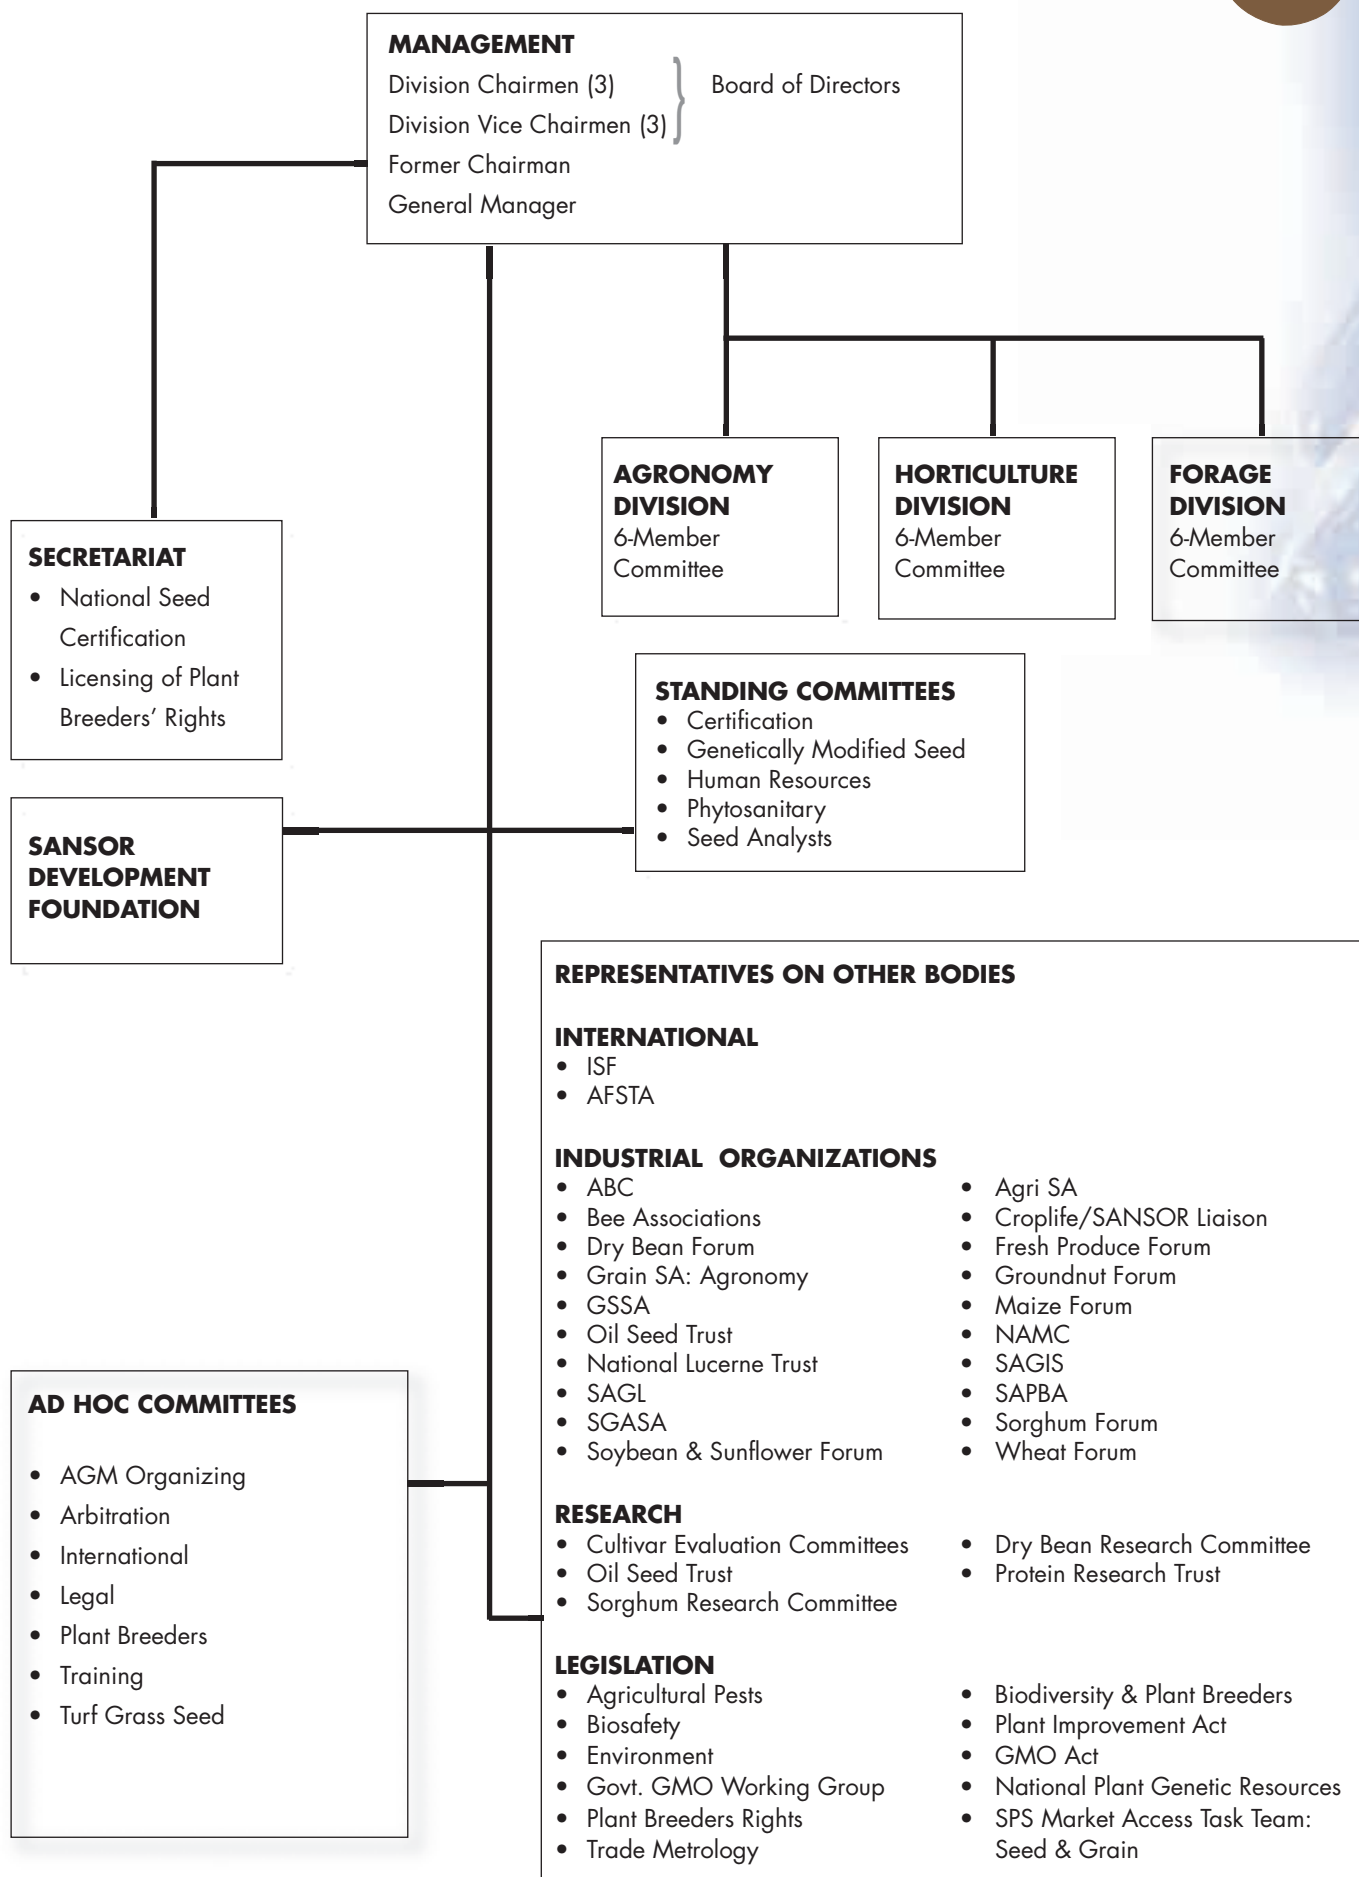 MANAGEMENT
Division Chairmen (3)
Division Vice Chairmen (3)
} Board of Directors
Former Chairman
General Manager
AGRONOMY
DIVISION
6-Member
Committee
HORTICULTURE
DIVISION
6-Member
Committee
FORAGE
DIVISION
6-Member
Committee
SECRETARIAT
• National Seed
Certification
• Licensing of Plant
Breeders’ Rights
STANDING COMMITTEES
• Certification
• Genetically Modified Seed
• Human Resources
• Phytosanitary
• Seed Analysts
SANSOR
DEVELOPMENT
FOUNDATION
REPRESENTATIVES ON OTHER BODIES
INTERNATIONAL
• ISF
• AFSTA
INDUSTRIAL ORGANIZATIONS
• ABC
• Bee Associations
• Dry Bean Forum
• Grain SA: Agronomy
• GSSA
• Oil Seed Trust
• National Lucerne Trust
• SAGL
• SGASA
• Soybean & Sunflower Forum
• Agri SA
• Croplife/SANSOR Liaison
• Fresh Produce Forum
• Groundnut Forum
• Maize Forum
• NAMC
• SAGIS
• SAPBA
• Sorghum Forum
• Wheat Forum
RESEARCH
• Cultivar Evaluation Committees
• Oil Seed Trust
• Sorghum Research Committee
• Dry Bean Research Committee
• Protein Research Trust
LEGISLATION
• Agricultural Pests
• Biosafety
• Environment
• Govt. GMO Working Group
• Plant Breeders Rights
• Trade Metrology
• Biodiversity & Plant Breeders
• Plant Improvement Act
• GMO Act
• National Plant Genetic Resources
• SPS Market Access Task Team:
Seed & Grain
AD HOC COMMITTEES
• AGM Organizing
• Arbitration
• International
• Legal
• Plant Breeders
• Training
• Turf Grass Seed